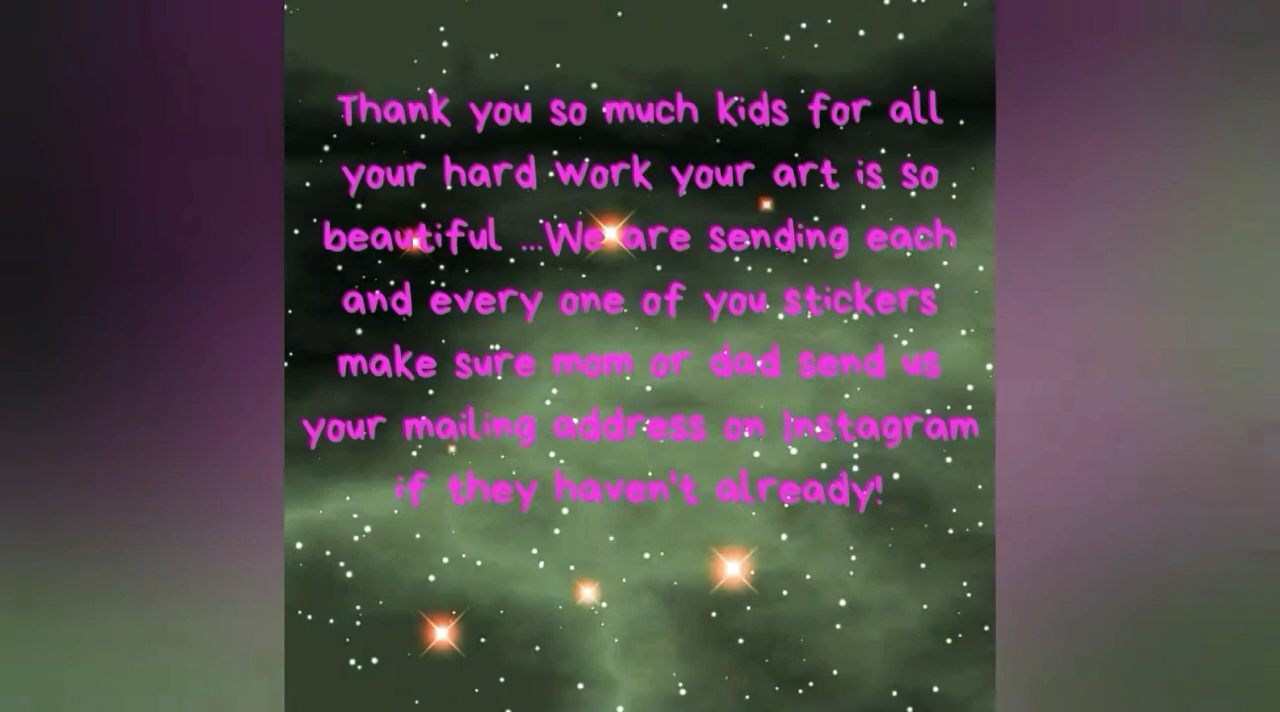 Thank you so much kids for all
your hard work your art is so
beautiful ...We are sending each
and every one of you stickers
make sure mom or dad send us
your mailing address on Instagram
if they haven't already!